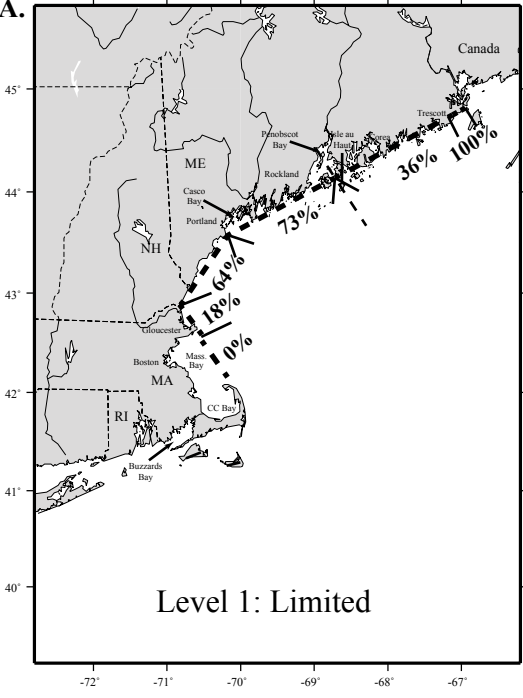 A.
Canada
45˚
Trescott
Penobscot
Bay
Isle au
Haut
Corea
100%
36%
ME
Rockland
44˚
Casco
Bay
73%
Portland
64%
NH
43˚
18%
Gloucester
0%
Boston
Mass.
Bay
MA
42˚
CC Bay
RI
Buzzards
Bay
41˚
40˚
Level 1: Limited
-72˚
-71˚
-70˚
-69˚
-68˚
-67˚